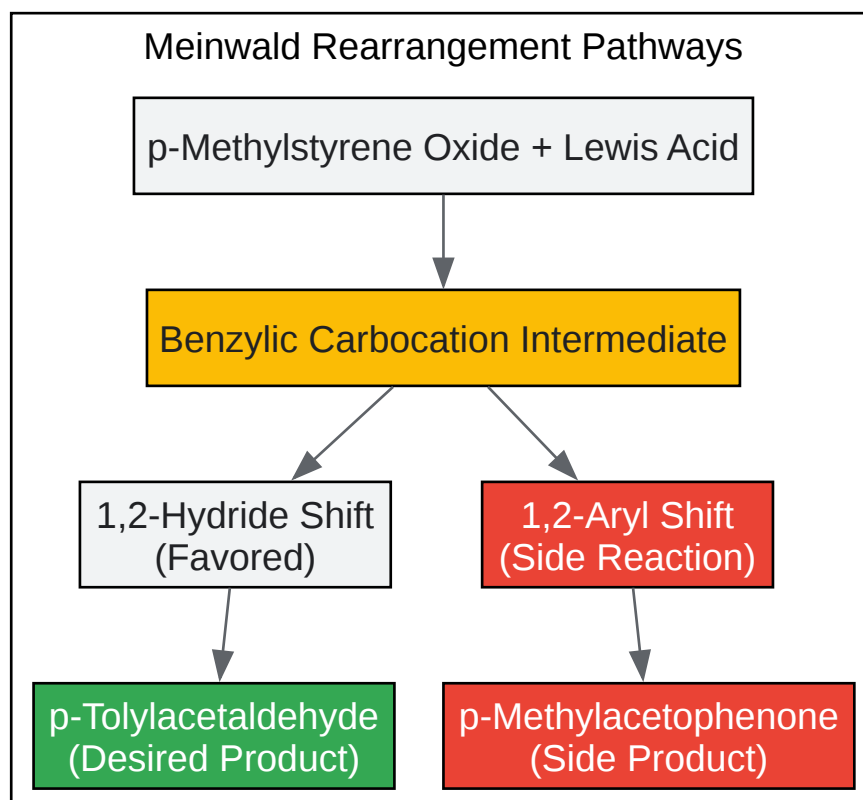 Meinwald Rearrangement Pathways
p-Methylstyrene Oxide + Lewis Acid
Benzylic Carbocation Intermediate
1,2-Hydride Shift
(Favored)
1,2-Aryl Shift
(Side Reaction)
p-Tolylacetaldehyde
(Desired Product)
p-Methylacetophenone
(Side Product)